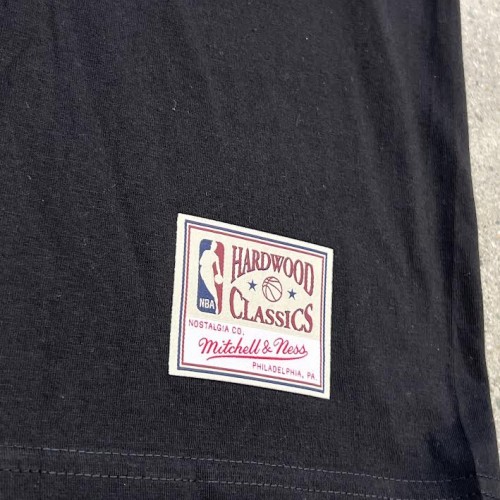 HARDWOOD
CLASSICS
NBA
NOSTALGIA CO.
Mitchell & Ness
PHILADELPHIA, PA